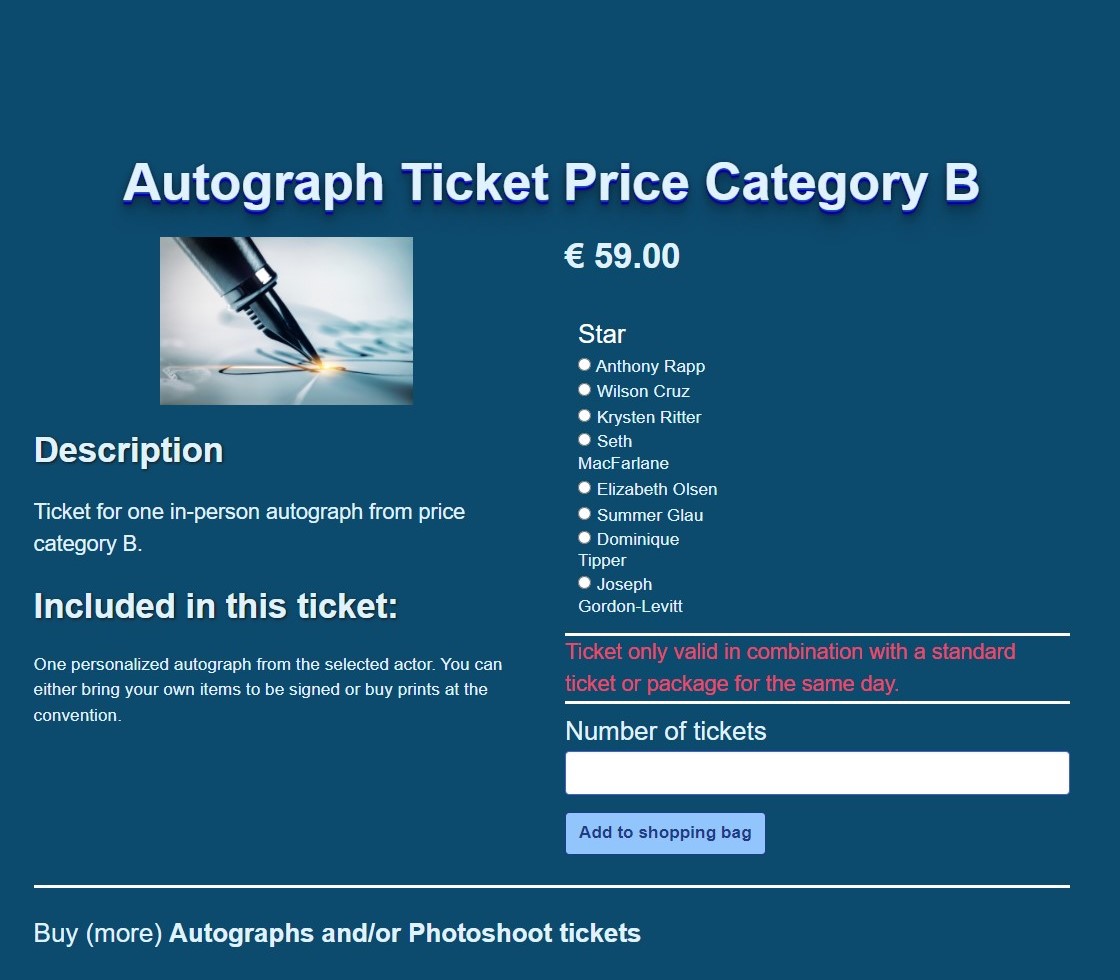 Autograph Ticket Price Category B
€ 59.00
Star
Anthony Rapp
Wilson Cruz
Krysten Ritter
Seth
MacFarlane
Elizabeth Olsen
Summer Glau
Dominique
Tipper
Joseph
Gordon-Levitt
Ticket only valid in combination with a standard
ticket or package for the same day.
Number of tickets
Add to shopping bag
Description
Ticket for one in-person autograph from price
category B.
Included in this ticket:
One personalized autograph from the selected actor. You can
either bring your own items to be signed or buy prints at the
convention.
Buy (more) Autographs and/or Photoshoot tickets